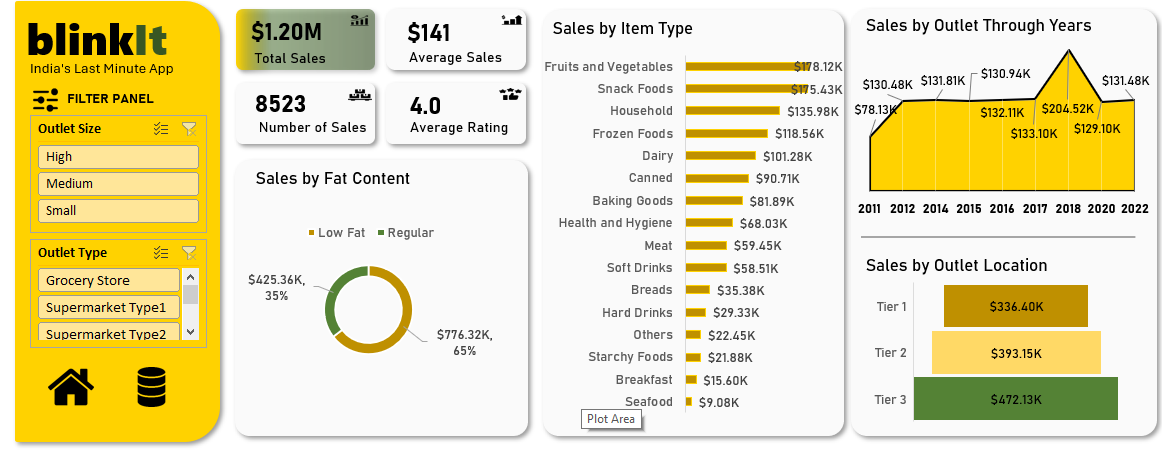 blinkIt
India's Last Minute App
FILTER PANEL
Outlet Size
High
Medium
Small
Outlet Type
Grocery Store
Supermarket Type1
Supermarket Type2
$1.20M
Total Sales
$141
Average Sales
8523
Number of Sales
4.0
Average Rating
Sales by Fat Content
Low Fat Regular
$425.36K,
35%
$776.32K,
65%
Sales by Item Type
Fruits and Vegetables $178.12K
Snack Foods $175.43K
Household $135.98K
Frozen Foods $118.56K
Dairy $101.28K
Canned $90.71K
Baking Goods $81.89K
Health and Hygiene $68.03K
Meat $59.45K
Soft Drinks $58.51K
Breads $35.38K
Hard Drinks $29.33K
Others $22.45K
Starchy Foods $21.88K
Breakfast $15.60K
Seafood $9.08K
Plot Area
Sales by Outlet Through Years
$78.13K
$130.48K
$131.81K
$130.94K
$132.11K
$133.10K
$204.52K
$129.10K
$131.48K
2011 2012 2014 2015 2016 2017 2018 2020 2022
Sales by Outlet Location
Tier 1 $336.40K
Tier 2 $393.15K
Tier 3 $472.13K